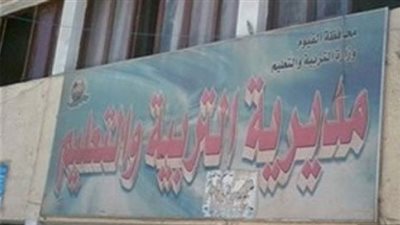 محافظة الفيوم
وزارة التربية والتعليم
مديرية التربية والتعليم